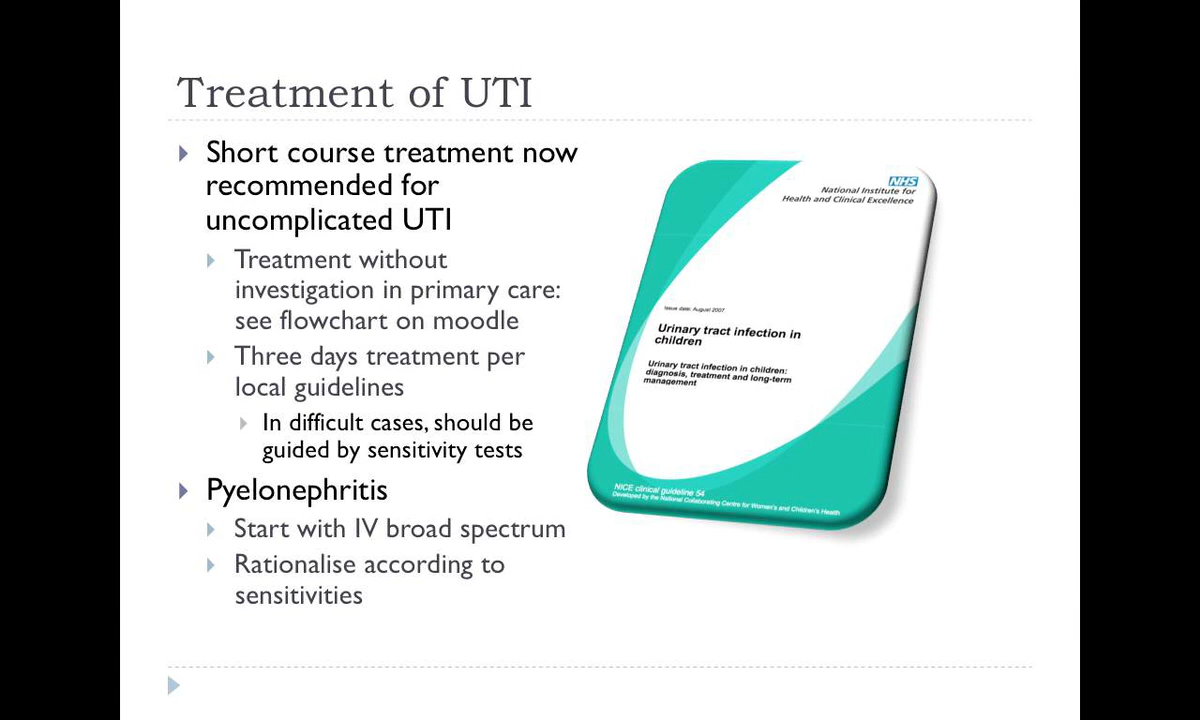 Treatment of UTI
Short course treatment now
recommended for
uncomplicated UTI
Treatment without
investigation in primary care:
see flowchart on moodle
Three days treatment per
local guidelines
In difficult cases, should be
guided by sensitivity tests
Pyelonephritis
Start with IV broad spectrum
Rationalise according to
sensitivities
NHS
National Institute for
Health and Clinical Excellence
Issue date: August 2007
Urinary tract infection in
children
Urinary tract infection in children:
diagnosis, treatment and long-term
management
NICE clinical guideline 54
Developed by the National Collaborating Centre for Women's and Children's Health